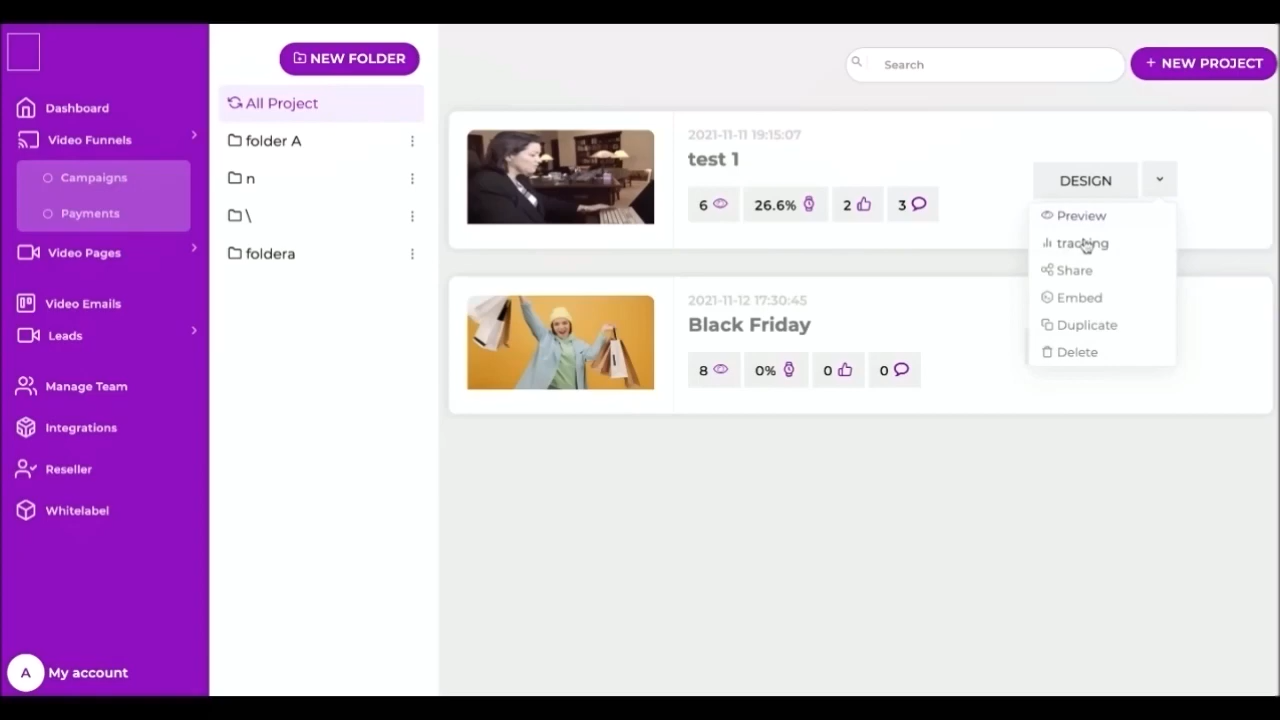 Dashboard
Video Funnels
Campaigns
Payments
Video Pages
Video Emails
Leads
Manage Team
Integrations
Reseller
Whitelabel
A My account
NEW FOLDER
All Project
folder A
n
\
foldera
Search
+ NEW PROJECT
2021-11-11 19:15:07
test 1
6 26.6% 2 3
DESIGN
Preview
tracking
Share
Embed
Duplicate
Delete
2021-11-12 17:30:45
Black Friday
8 0% 0 0